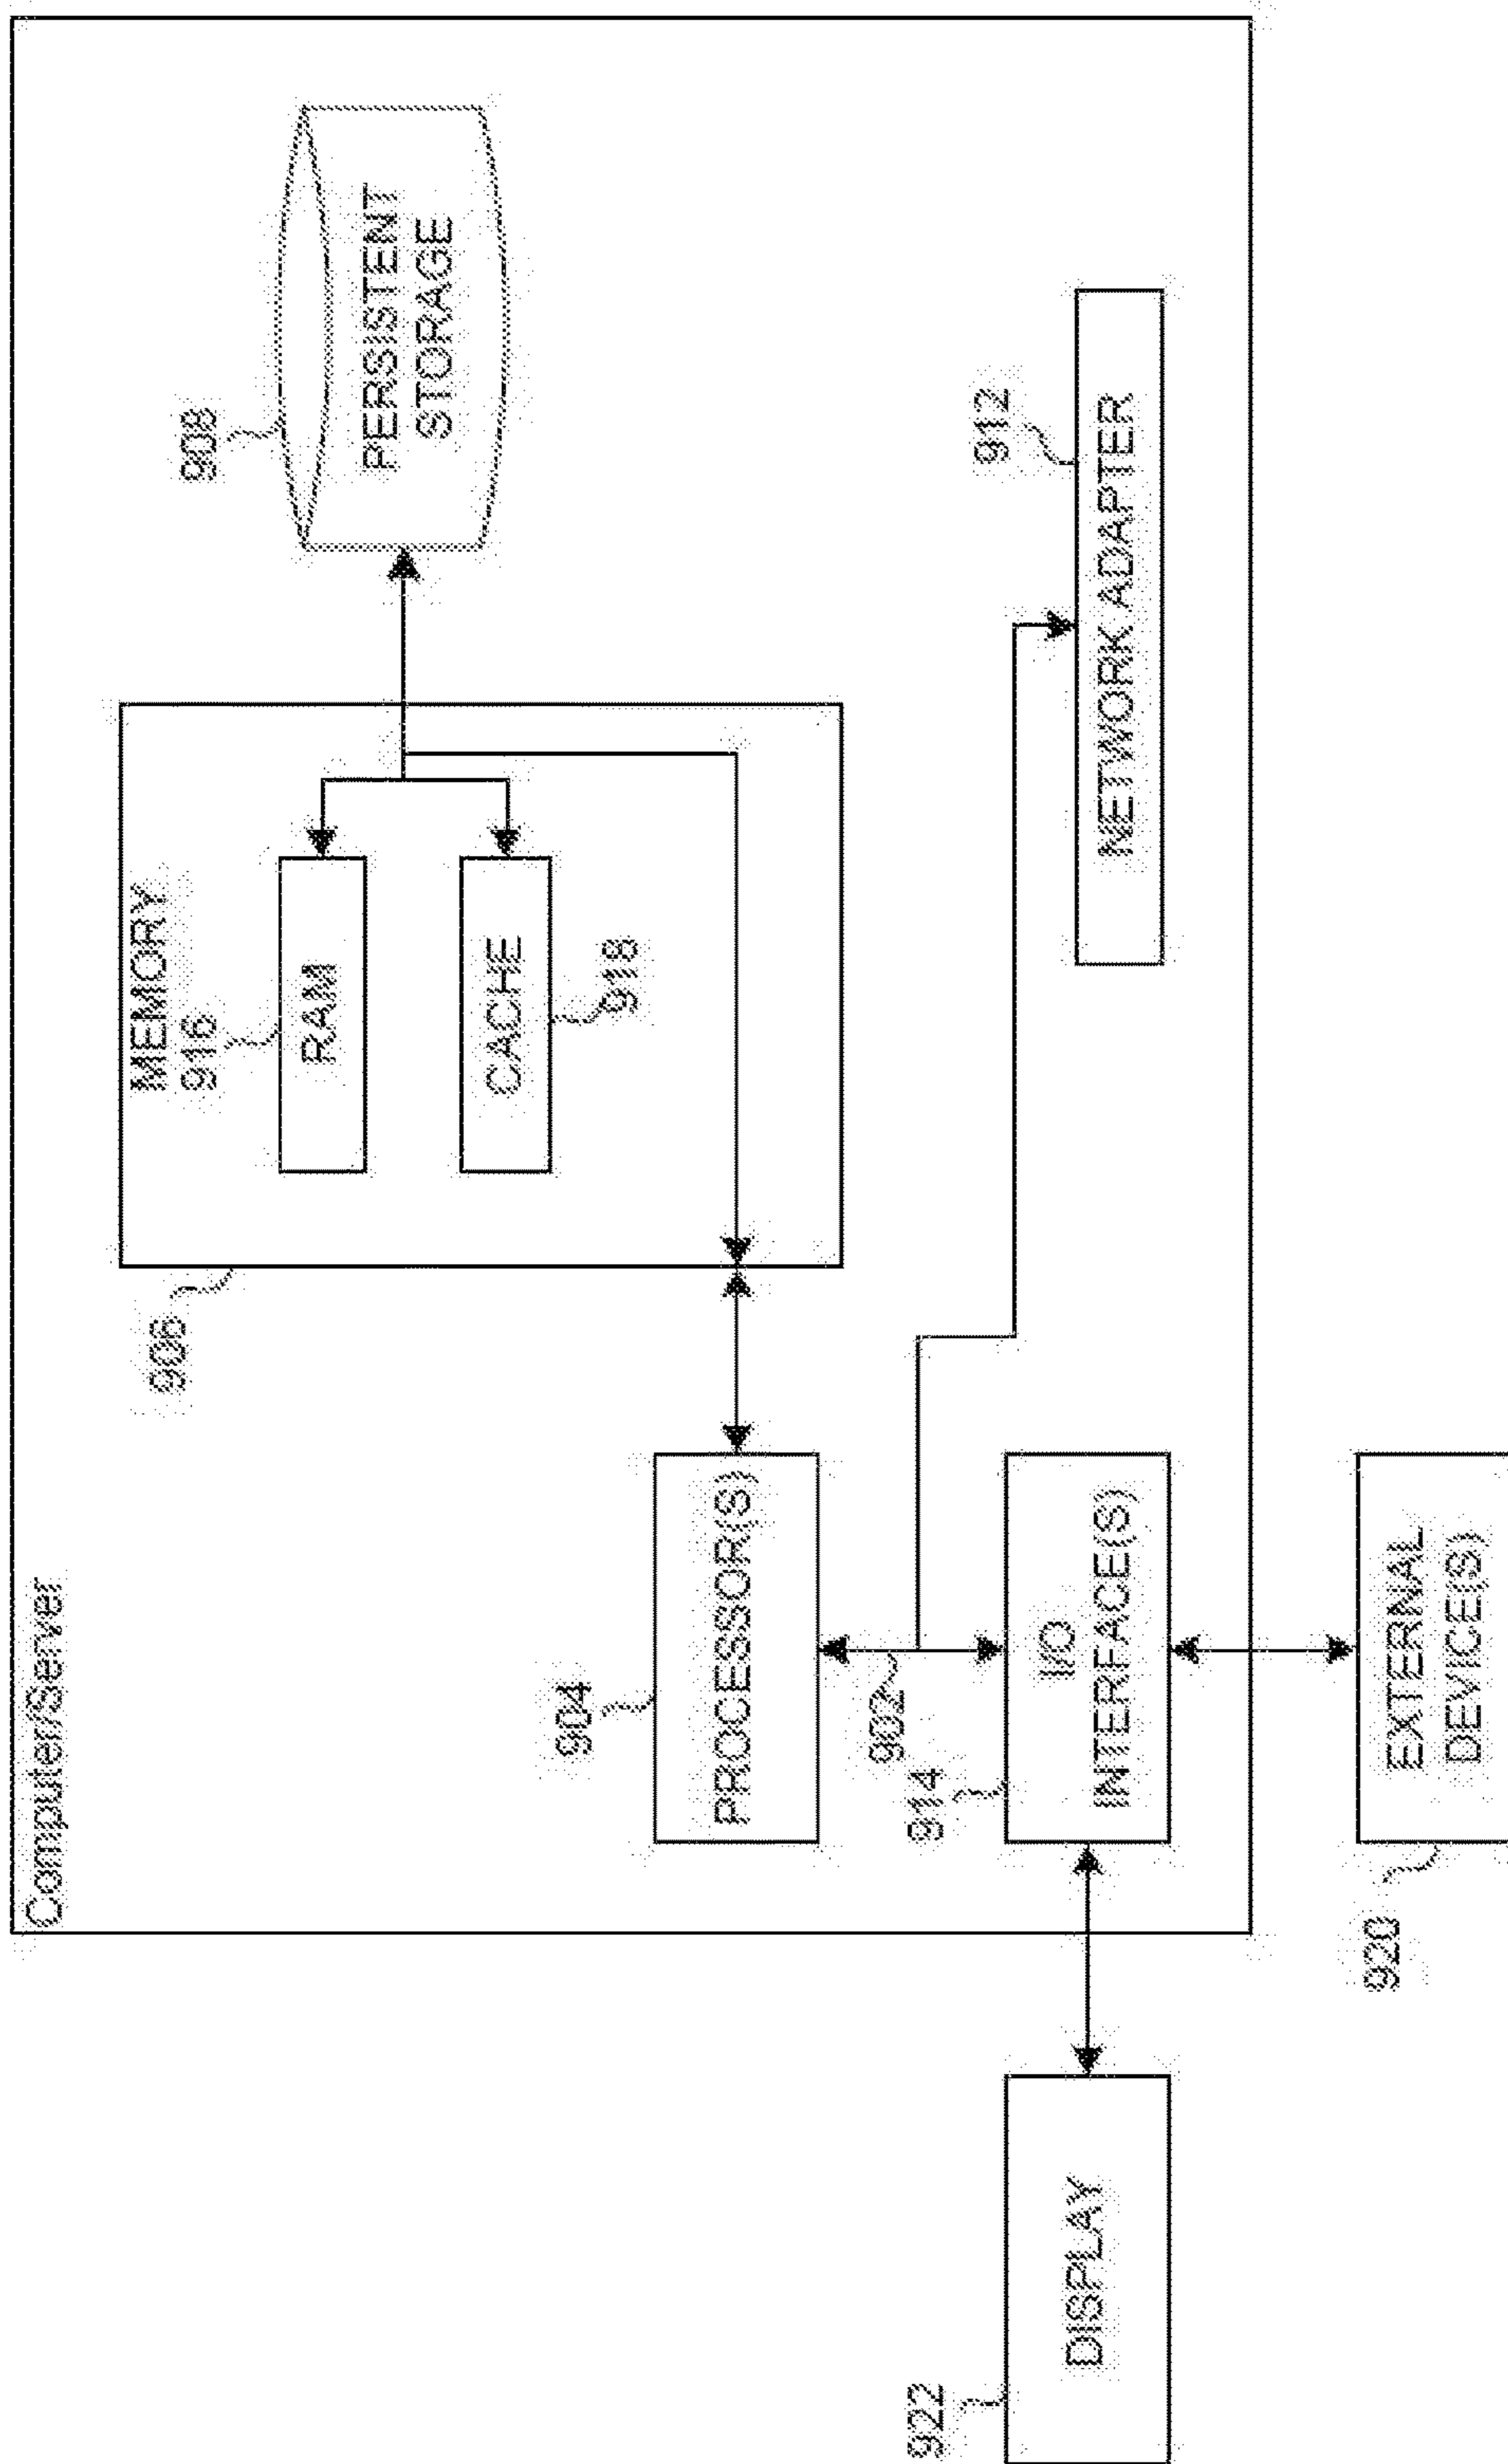 Computer/Server
906
MEMORY
916
RAM
CACHE
918
908
PERSISTENT
STORAGE
904
PROCESSOR(S)
902
914
I/O
INTERFACE(S)
912
NETWORK ADAPTER
922
DISPLAY
920
EXTERNAL
DEVICE(S)